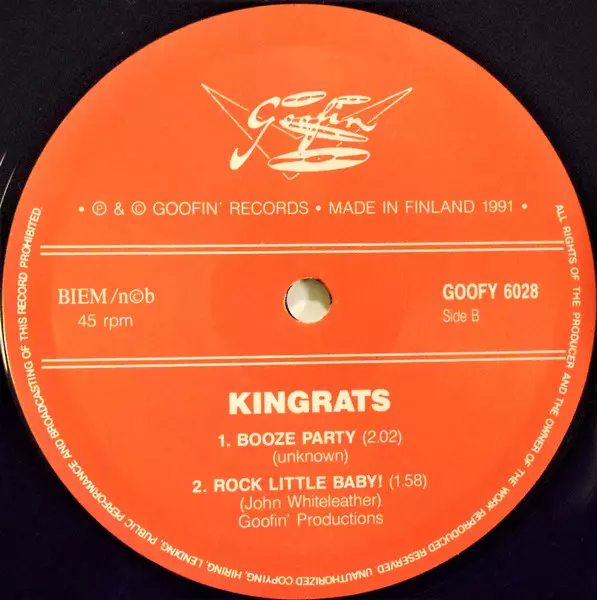 Goofin'
• ℗ & © GOOFIN' RECORDS • MADE IN FINLAND 1991 •
BIEM/n©b
45 rpm
GOOFY 6028
Side B
KINGRATS
1. BOOZE PARTY (2.02)
(unknown)
2. ROCK LITTLE BABY! (1.58)
(John Whiteleather)
Goofin' Productions
ALL RIGHTS OF THE PRODUCER AND THE OWNER OF THE WORK REPRODUCED RESERVED. UNAUTHORIZED COPYING, HIRING, LENDING, PUBLIC PERFORMANCE AND BROADCASTING OF THIS RECORD PROHIBITED.